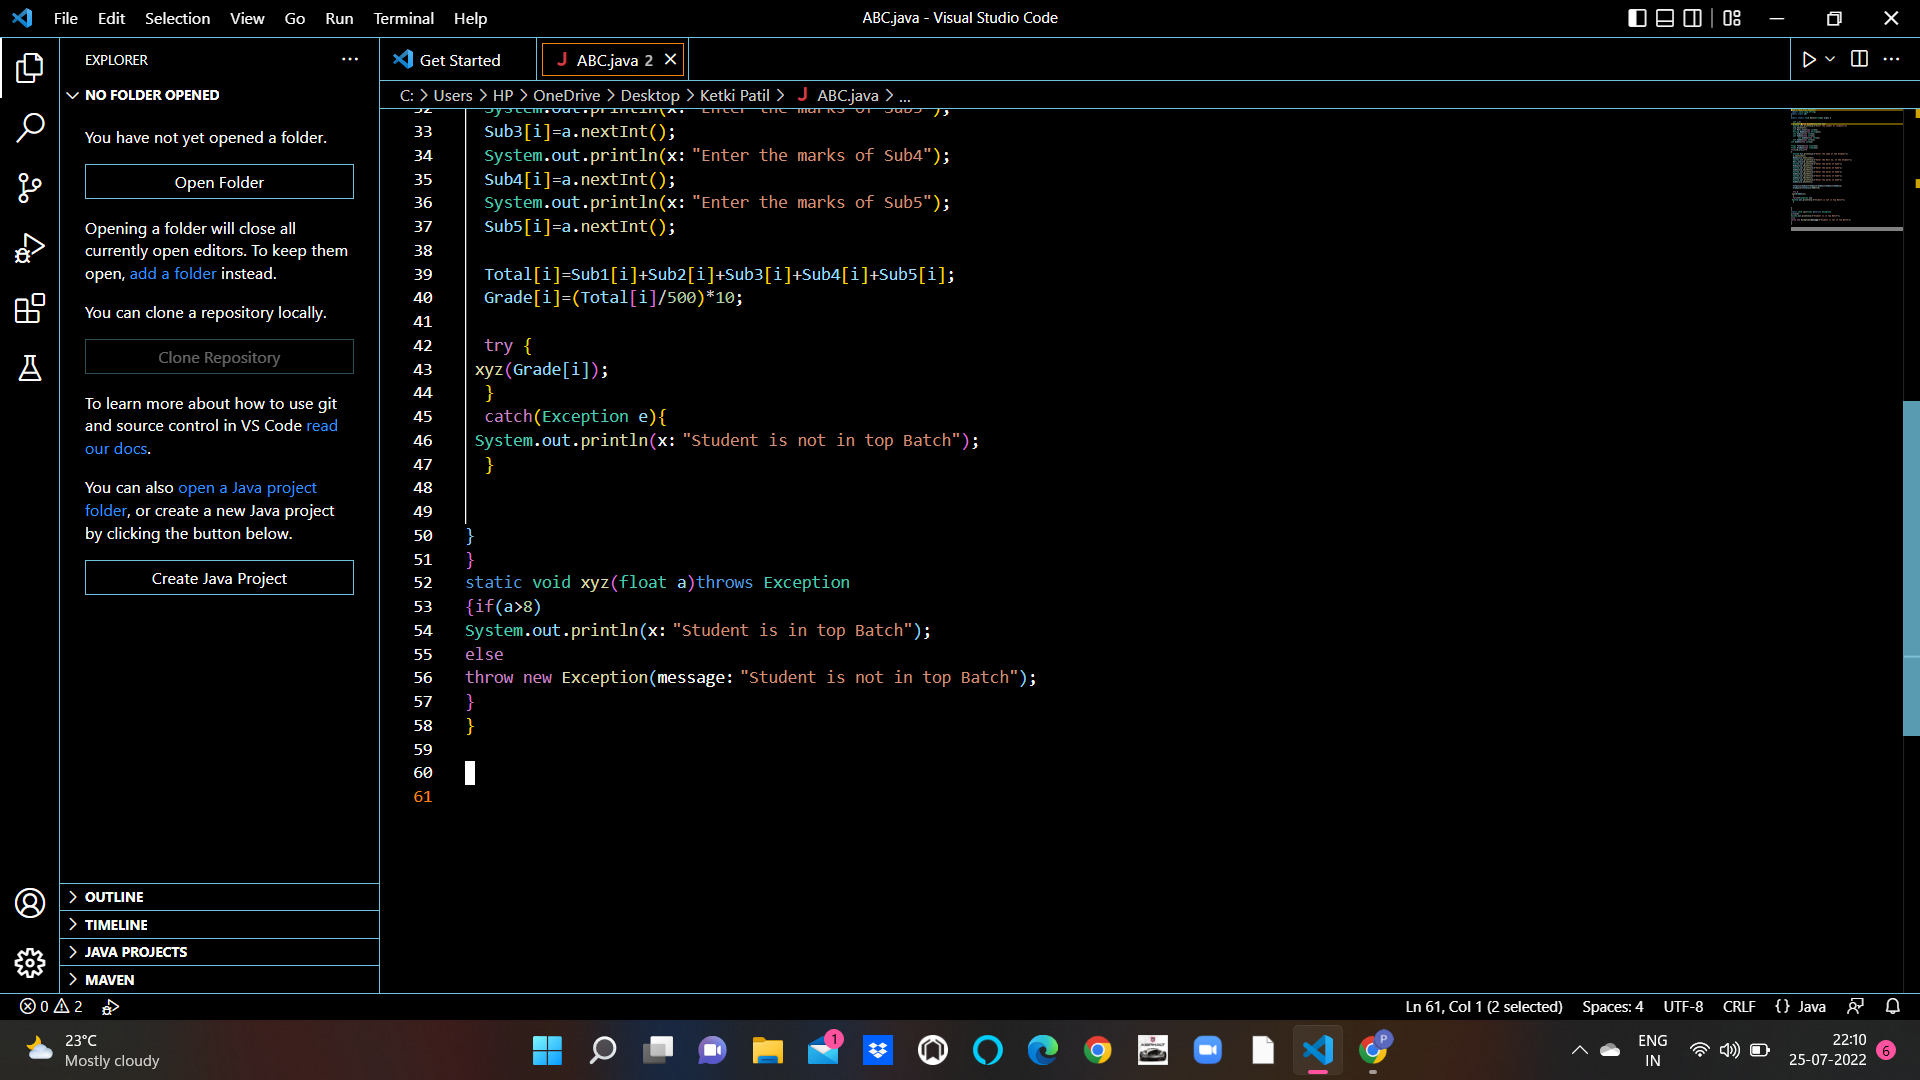 File Edit Selection View Go Run Terminal Help
ABC.java - Visual Studio Code
EXPLORER
NO FOLDER OPENED
You have not yet opened a folder.
Open Folder
Opening a folder will close all
currently open editors. To keep them
open, add a folder instead.
You can clone a repository locally.
Clone Repository
To learn more about how to use git
and source control in VS Code read
our docs.
You can also open a Java project
folder, or create a new Java project
by clicking the button below.
Create Java Project
OUTLINE
TIMELINE
JAVA PROJECTS
MAVEN
Get Started
J ABC.java 2
C: > Users > HP > OneDrive > Desktop > Ketki Patil > J ABC.java > ...
32 System.out.println(x: "Enter the marks of Sub3");
33 Sub3[i]=a.nextInt();
34 System.out.println(x: "Enter the marks of Sub4");
35 Sub4[i]=a.nextInt();
36 System.out.println(x: "Enter the marks of Sub5");
37 Sub5[i]=a.nextInt();
38
39 Total[i]=Sub1[i]+Sub2[i]+Sub3[i]+Sub4[i]+Sub5[i];
40 Grade[i]=(Total[i]/500)*10;
41
42 try {
43 xyz(Grade[i]);
44 }
45 catch(Exception e){
46 System.out.println(x: "Student is not in top Batch");
47 }
48
49
50 }
51 }
52 static void xyz(float a)throws Exception
53 {if(a>8)
54 System.out.println(x: "Student is in top Batch");
55 else
56 throw new Exception(message: "Student is not in top Batch");
57 }
58 }
59
60
61
0 2
Ln 61, Col 1 (2 selected) Spaces: 4 UTF-8 CRLF {} Java
23°C
Mostly cloudy
1
P
ENG
IN
22:10
25-07-2022
6